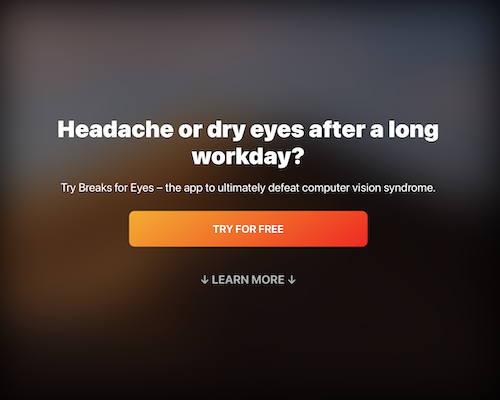 Headache or dry eyes after a long
workday?
Try Breaks for Eyes – the app to ultimately defeat computer vision syndrome.
TRY FOR FREE
↓ LEARN MORE ↓